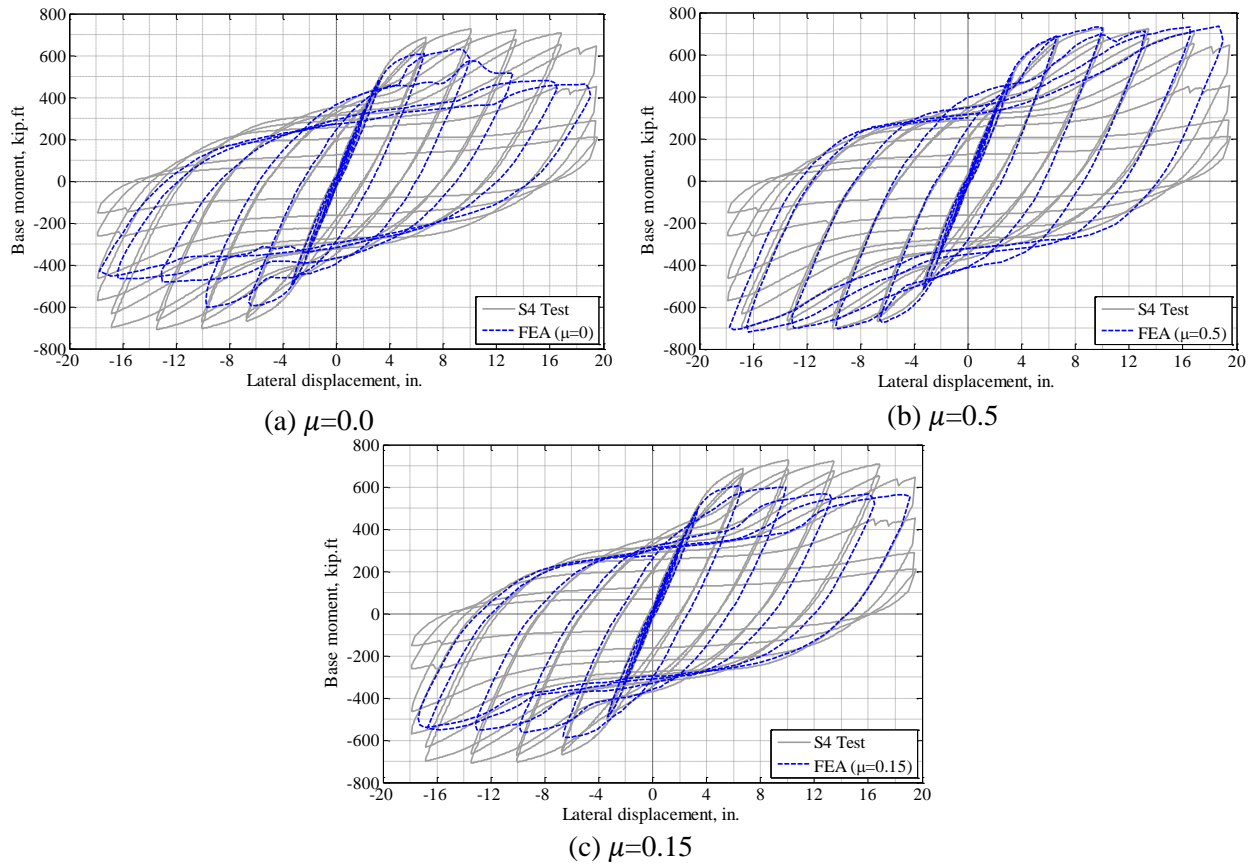 800
600
400
200
0
-200
-400
-600
-800
-20 -16 -12 -8 -4 0 4 8 12 16 20
Base moment, kip.ft
Lateral displacement, in.
S4 Test
FEA (μ=0)
(a) μ=0.0
800
600
400
200
0
-200
-400
-600
-800
-20 -16 -12 -8 -4 0 4 8 12 16 20
Base moment, kip.ft
Lateral displacement, in.
S4 Test
FEA (μ=0.5)
(b) μ=0.5
800
600
400
200
0
-200
-400
-600
-800
-20 -16 -12 -8 -4 0 4 8 12 16 20
Base moment, kip.ft
Lateral displacement, in.
S4 Test
FEA (μ=0.15)
(c) μ=0.15